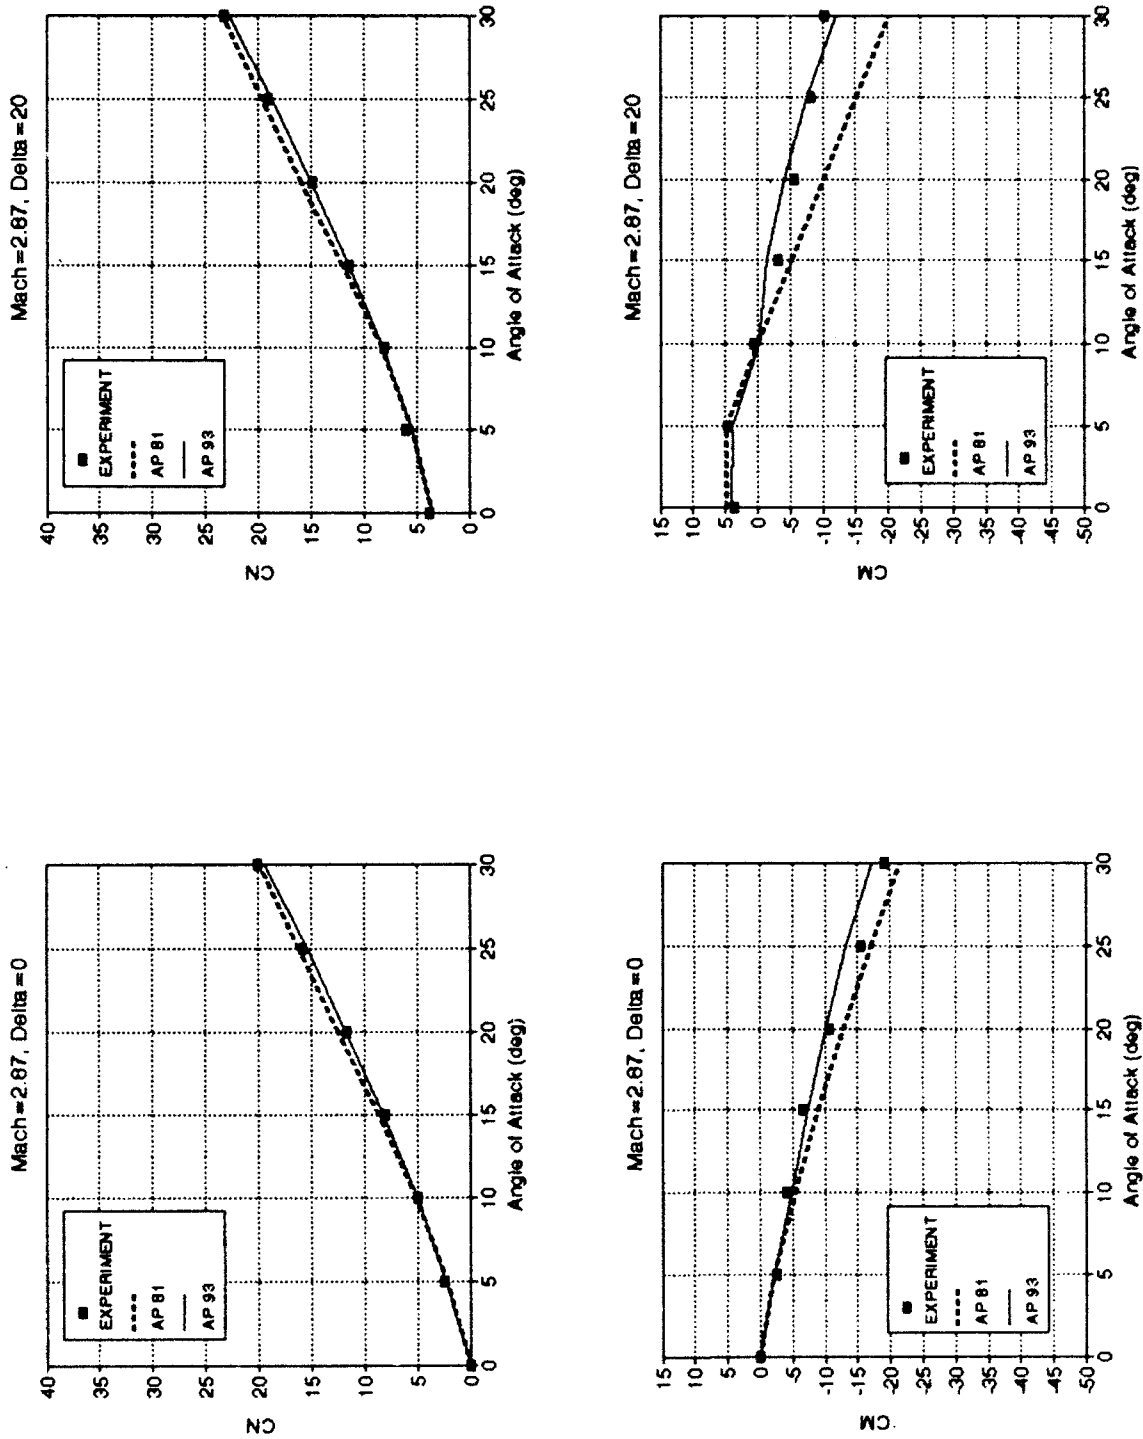 Mach=2.87, Delta=0
EXPERIMENT
AP 81
AP 93
CN
40
35
30
25
20
15
10
5
0
0 5 10 15 20 25 30
Angle of Attack (deg)
Mach=2.87, Delta=20
EXPERIMENT
AP 81
AP 93
CN
40
35
30
25
20
15
10
5
0
0 5 10 15 20 25 30
Angle of Attack (deg)
Mach=2.87, Delta=0
15
10
5
0
-5
-10
-15
-20
-25
-30
-35
-40
-45
-50
CM
EXPERIMENT
AP 81
AP 93
0 5 10 15 20 25 30
Angle of Attack (deg)
Mach=2.87, Delta=20
15
10
5
0
-5
-10
-15
-20
-25
-30
-35
-40
-45
-50
CM
EXPERIMENT
AP 81
AP 93
0 5 10 15 20 25 30
Angle of Attack (deg)